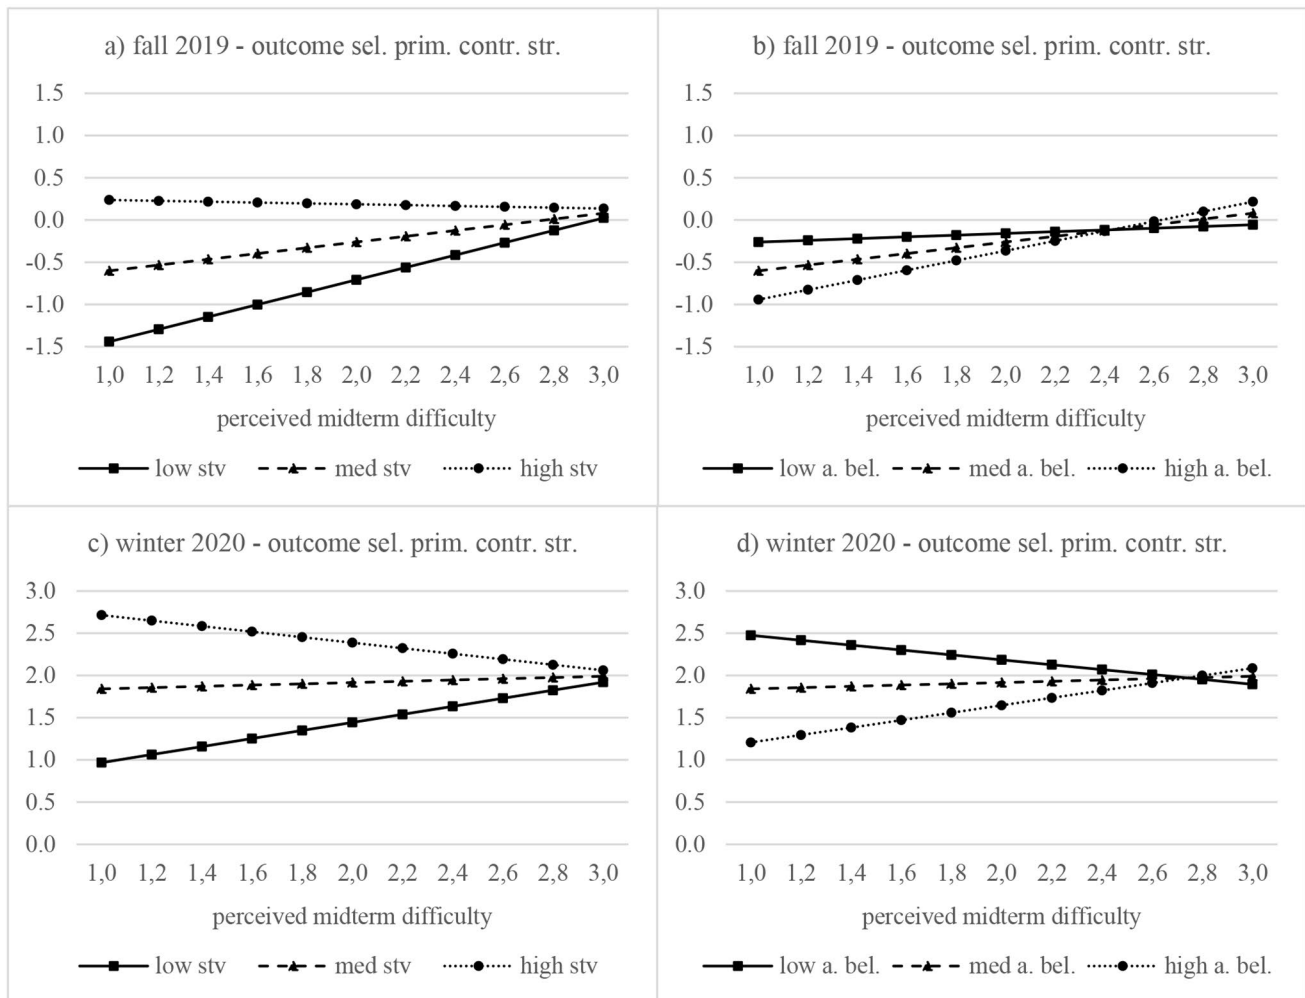 a) fall 2019 - outcome sel. prim. contr. str.
1.5
1.0
0.5
0.0
-0.5
-1.0
-1.5
1,0 1,2 1,4 1,6 1,8 2,0 2,2 2,4 2,6 2,8 3,0
perceived midterm difficulty
low stv med stv high stv
b) fall 2019 - outcome sel. prim. contr. str.
1.5
1.0
0.5
0.0
-0.5
-1.0
-1.5
1,0 1,2 1,4 1,6 1,8 2,0 2,2 2,4 2,6 2,8 3,0
perceived midterm difficulty
low a. bel. med a. bel. high a. bel.
c) winter 2020 - outcome sel. prim. contr. str.
3.0
2.5
2.0
1.5
1.0
0.5
0.0
1,0 1,2 1,4 1,6 1,8 2,0 2,2 2,4 2,6 2,8 3,0
perceived midterm difficulty
low stv med stv high stv
d) winter 2020 - outcome sel. prim. contr. str.
3.0
2.5
2.0
1.5
1.0
0.5
0.0
1,0 1,2 1,4 1,6 1,8 2,0 2,2 2,4 2,6 2,8 3,0
perceived midterm difficulty
low a. bel. med a. bel. high a. bel.